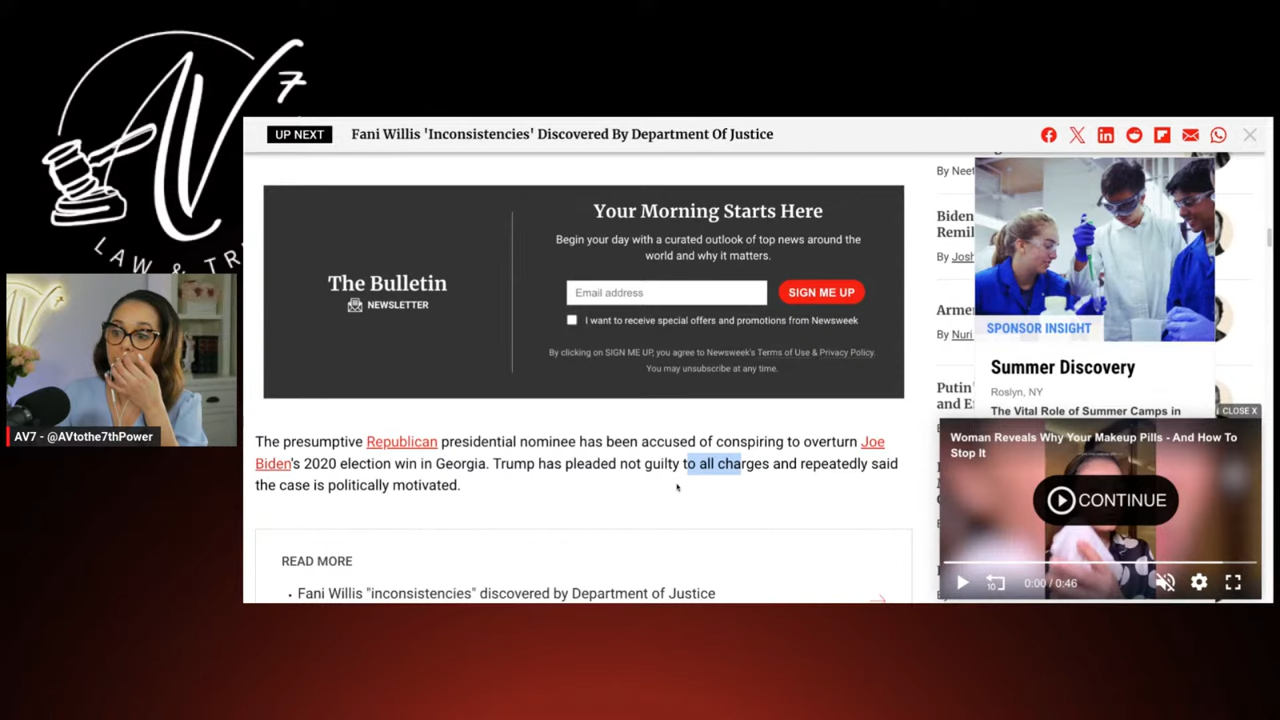 AV7
LAW & TR
UP NEXT
Fani Willis 'Inconsistencies' Discovered By Department Of Justice
Your Morning Starts Here
Begin your day with a curated outlook of top news around the
world and why it matters.
The Bulletin
NEWSLETTER
Email address
SIGN ME UP
I want to receive special offers and promotions from Newsweek
By clicking on SIGN ME UP, you agree to Newsweek's Terms of Use & Privacy Policy.
You may unsubscribe at any time.
The presumptive Republican presidential nominee has been accused of conspiring to overturn Joe
Biden's 2020 election win in Georgia. Trump has pleaded not guilty to all charges and repeatedly said
the case is politically motivated.
READ MORE
• Fani Willis "inconsistencies" discovered by Department of Justice
By Neet
Biden
Remil
By Josh
Arme
By Nuri
Putin'
and E
SPONSOR INSIGHT
Summer Discovery
Roslyn, NY
The Vital Role of Summer Camps in
CLOSE X
Woman Reveals Why Your Makeup Pills - And How To
Stop It
CONTINUE
10
0:00 / 0:46
AV7 - @AVtothe7thPower